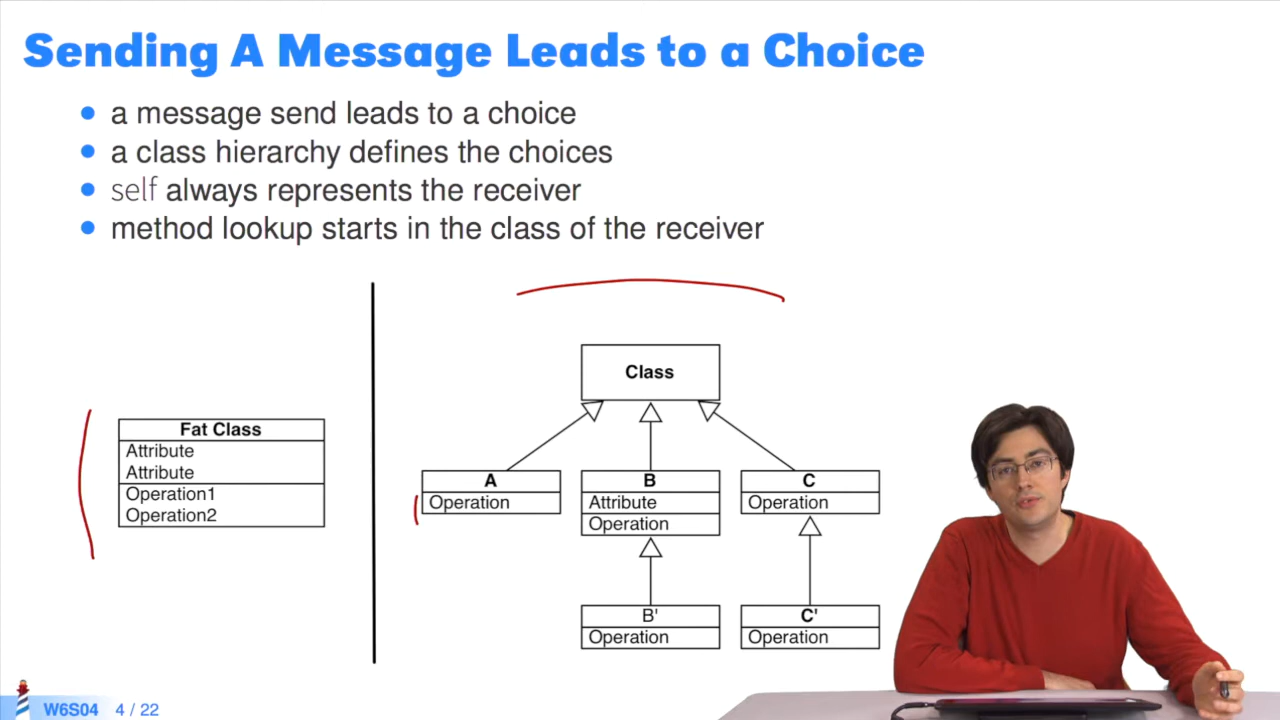 Sending A Message Leads to a Choice
a message send leads to a choice
a class hierarchy defines the choices
self always represents the receiver
method lookup starts in the class of the receiver
Fat Class
Attribute
Attribute
Operation1
Operation2
Class
A
Operation
B
Attribute
Operation
C
Operation
B'
Operation
C'
Operation
W6S04 4 / 22